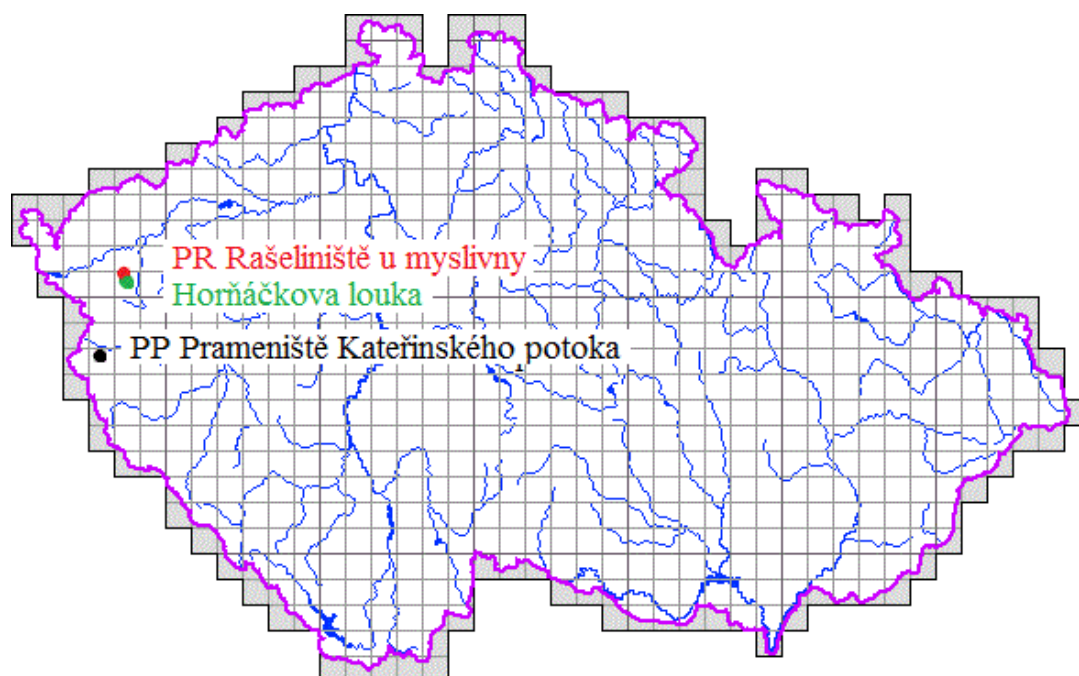 PR Rašeliniště u myslivny
Horňáčkova louka
PP Prameniště Kateřinského potoka